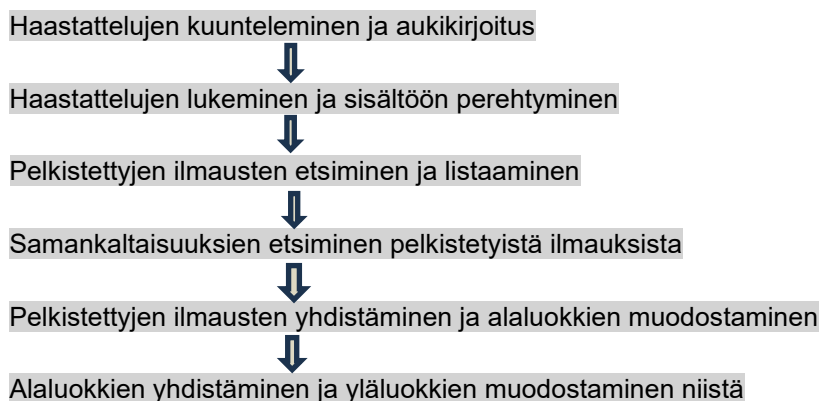 Haastattelujen kuunteleminen ja aukikirjoitus
Haastattelujen lukeminen ja sisältöön perehtyminen
Pelkistettyjen ilmausten etsiminen ja listaaminen
Samankaltaisuuksien etsiminen pelkistetyistä ilmauksista
Pelkistettyjen ilmausten yhdistäminen ja alaluokkien muodostaminen
Alaluokkien yhdistäminen ja yläluokkien muodostaminen niistä